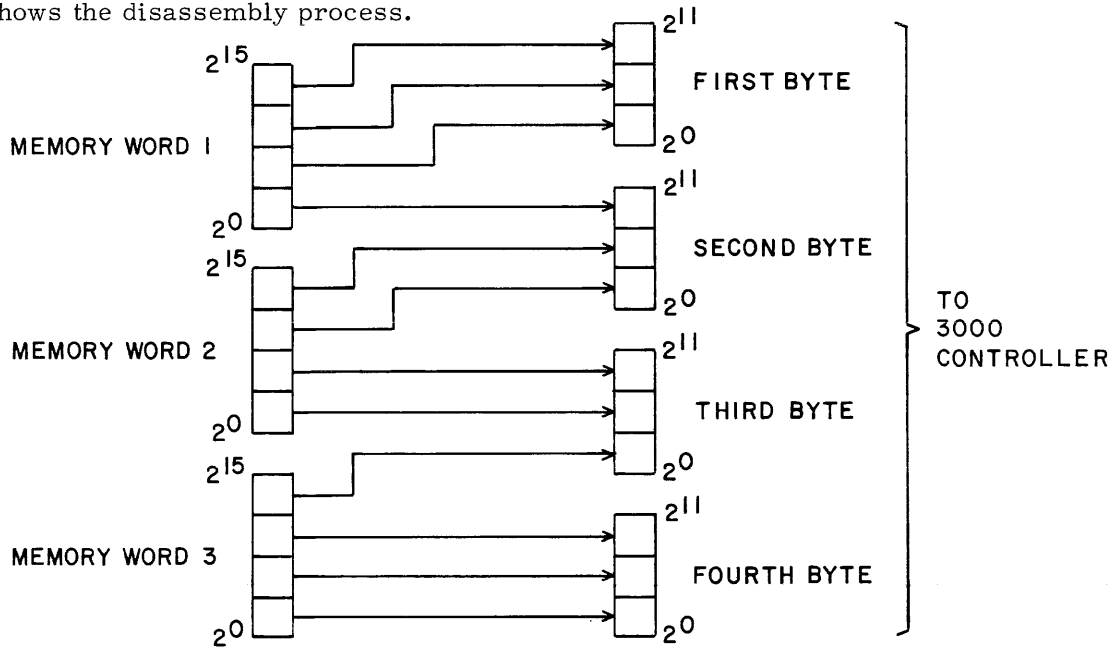 hows the disassembly process.
2^11
2^15
FIRST BYTE
MEMORY WORD 1
2^0
2^11
2^0
2^15
SECOND BYTE
2^0
TO
3000
CONTROLLER
MEMORY WORD 2
2^11
THIRD BYTE
2^0
2^15
2^0
2^11
MEMORY WORD 3
FOURTH BYTE
2^0
2^0